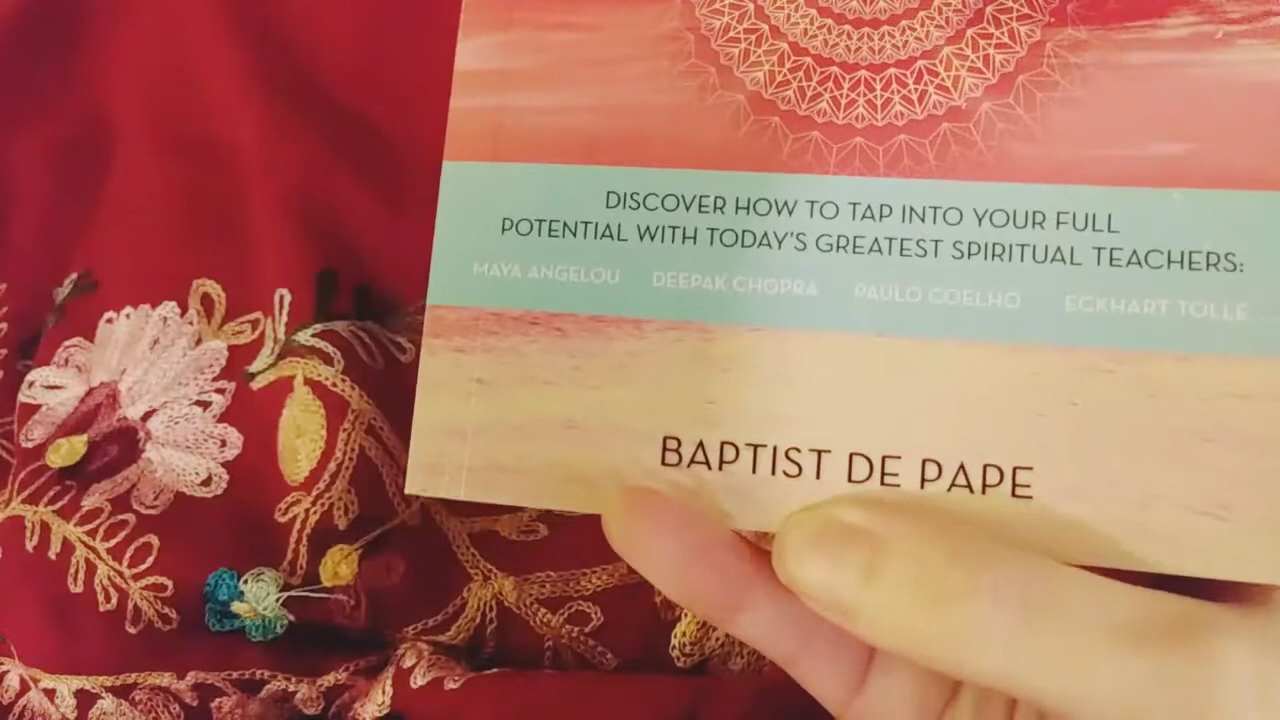 DISCOVER HOW TO TAP INTO YOUR FULL
POTENTIAL WITH TODAY'S GREATEST SPIRITUAL TEACHERS:
MAYA ANGELOU DEEPAK CHOPRA PAULO COELHO ECKHART TOLLE
BAPTIST DE PAPE